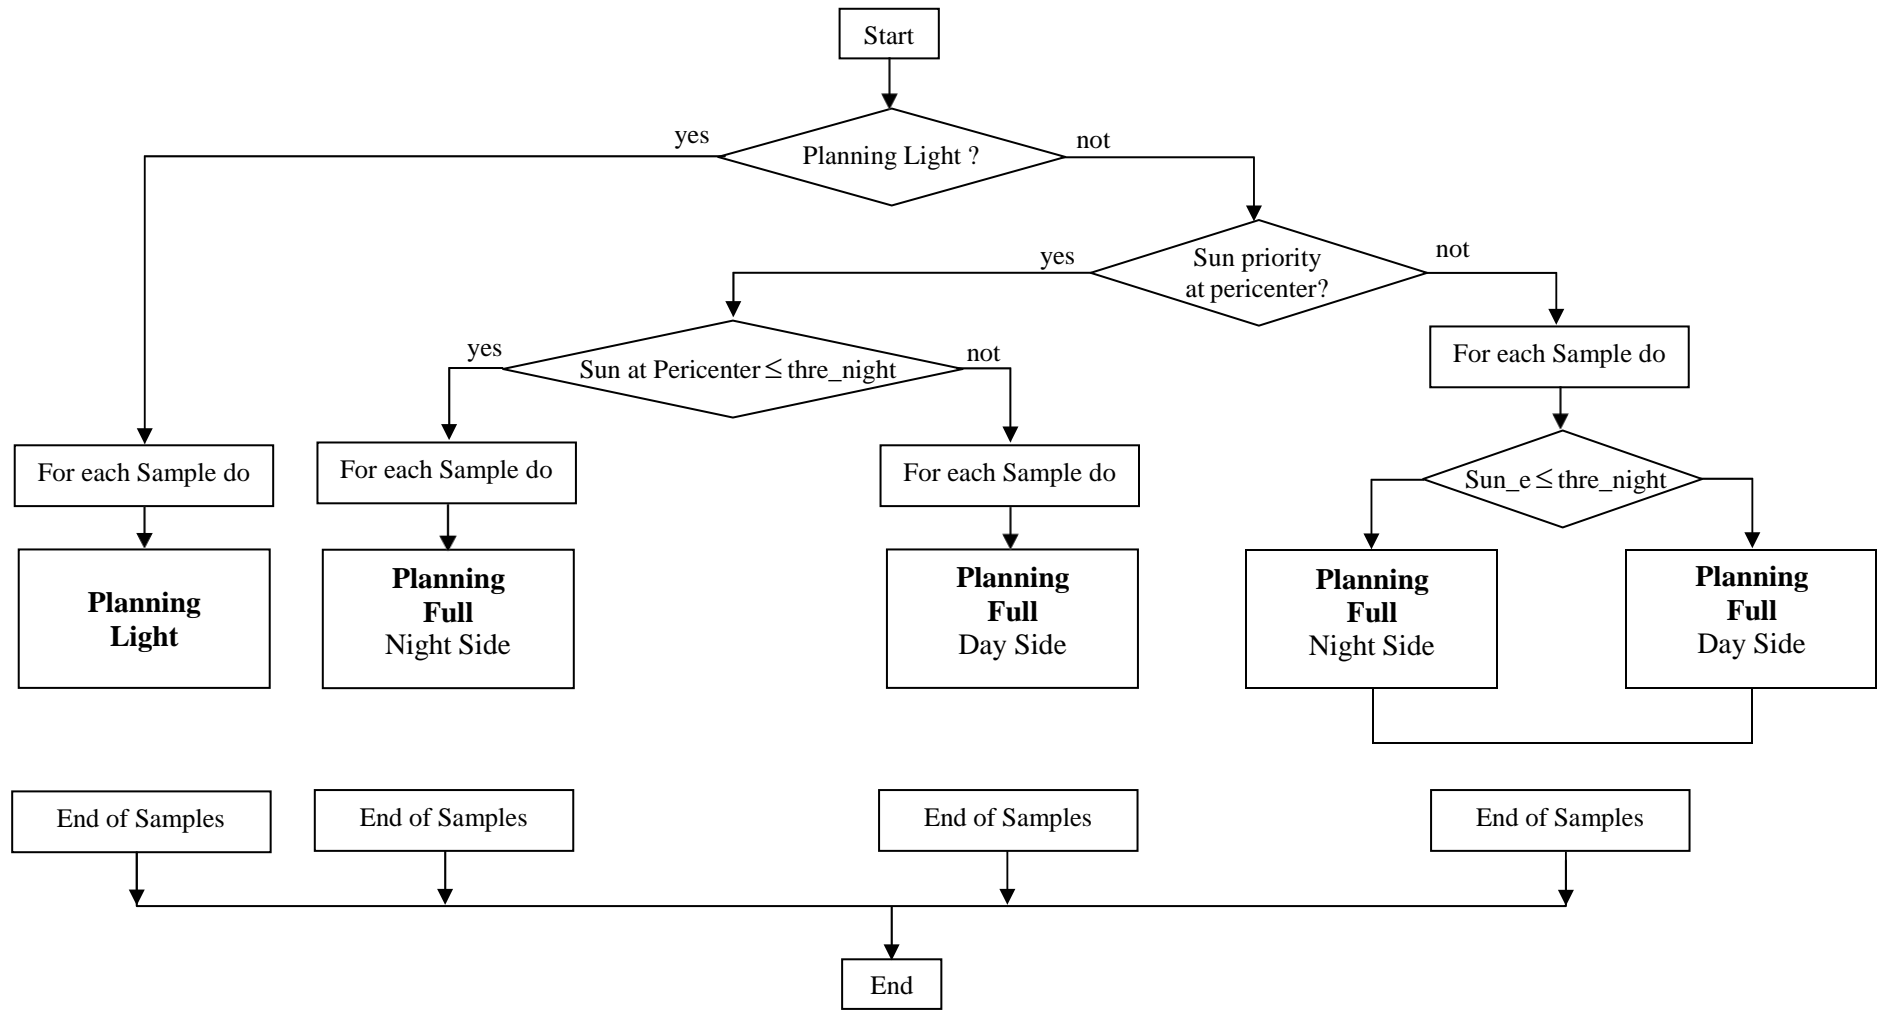 Start
yes
not
Planning Light ?
yes
not
Sun priority
at pericenter?
yes
not
Sun at Pericenter ≤ thre_night
For each Sample do
For each Sample do
For each Sample do
For each Sample do
Sun_e ≤ thre_night
Planning
Light
Planning
Full
Night Side
Planning
Full
Day Side
Planning
Full
Night Side
Planning
Full
Day Side
End of Samples
End of Samples
End of Samples
End of Samples
End